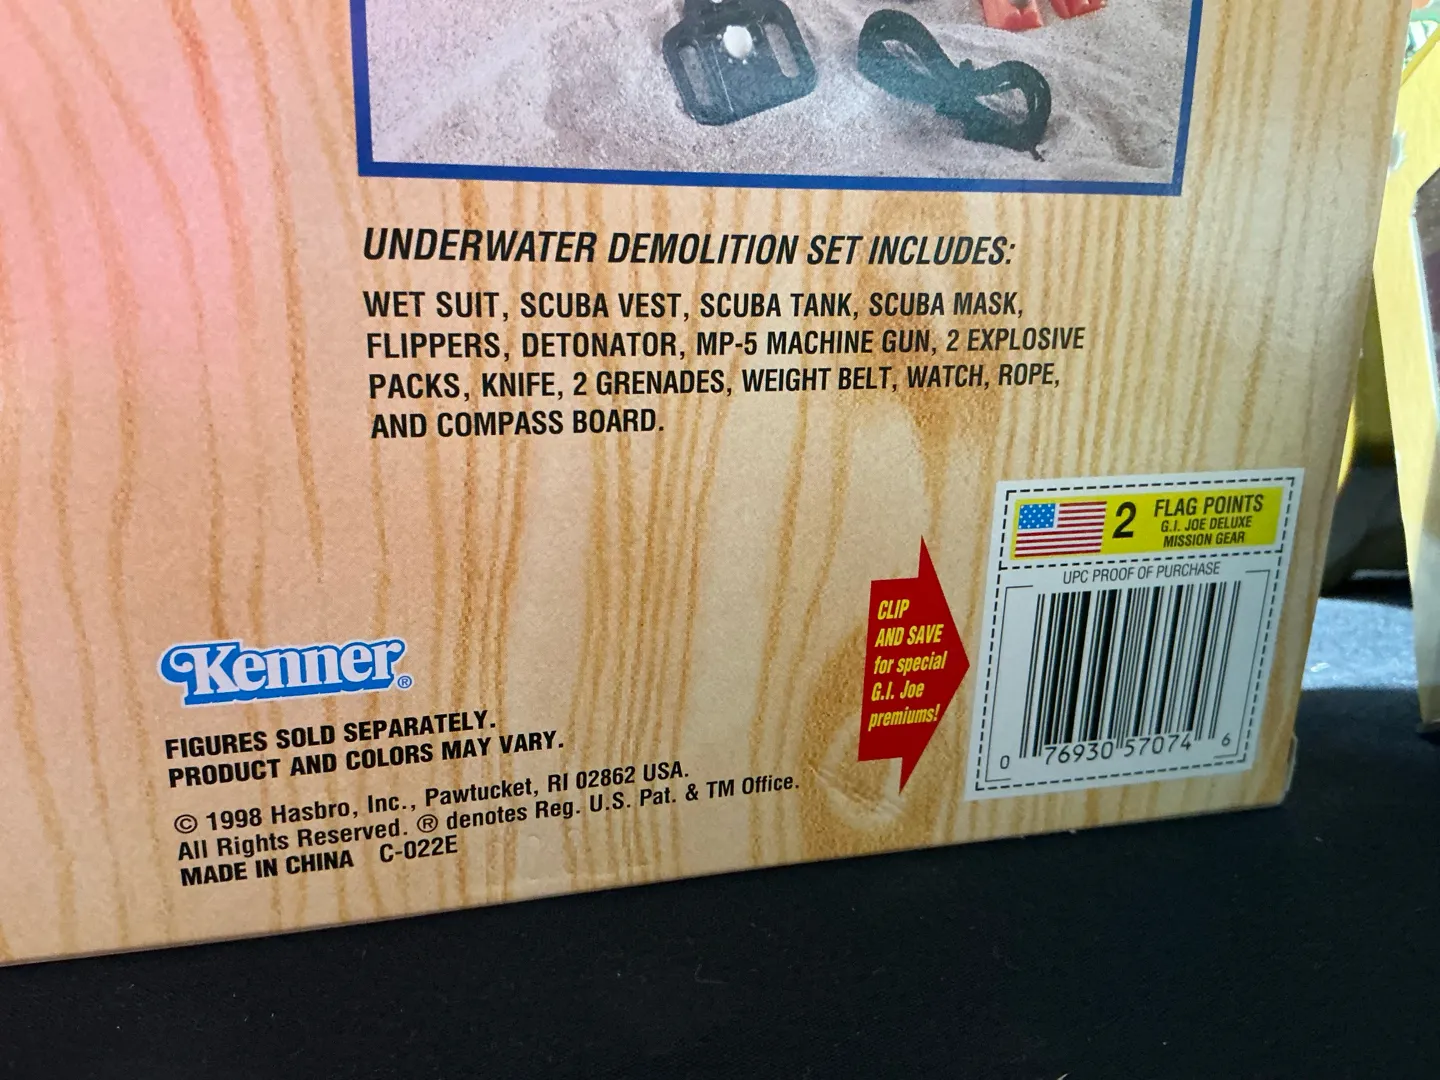 UNDERWATER DEMOLITION SET INCLUDES:
WET SUIT, SCUBA VEST, SCUBA TANK, SCUBA MASK,
FLIPPERS, DETONATOR, MP-5 MACHINE GUN, 2 EXPLOSIVE
PACKS, KNIFE, 2 GRENADES, WEIGHT BELT, WATCH, ROPE,
AND COMPASS BOARD.
2 FLAG POINTS
G.I. JOE DELUXE
MISSION GEAR
UPC PROOF OF PURCHASE
CLIP
AND SAVE
for special
G.I. Joe
premiums!
0 76930 57074 6
Kenner®
FIGURES SOLD SEPARATELY.
PRODUCT AND COLORS MAY VARY.
© 1998 Hasbro, Inc., Pawtucket, RI 02862 USA.
All Rights Reserved. ® denotes Reg. U.S. Pat. & TM Office.
MADE IN CHINA C-022E